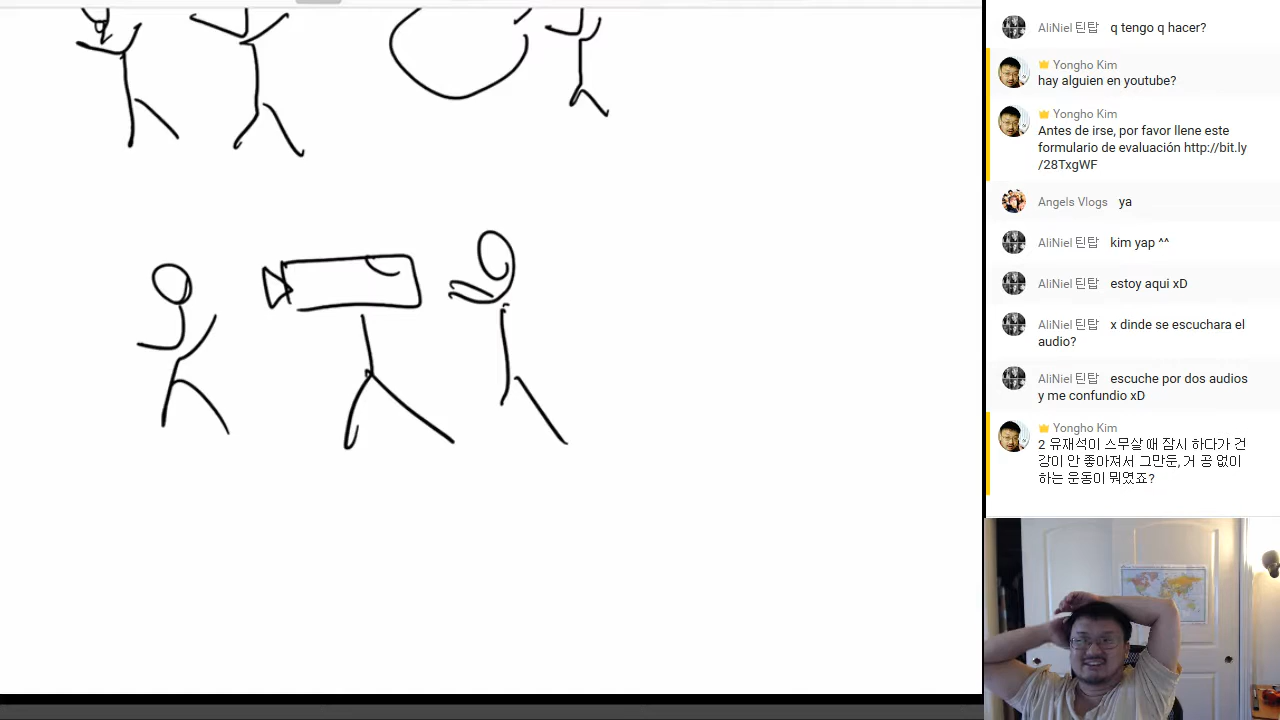 AliNiel 틴탑 q tengo q hacer?
Yongho Kim
hay alguien en youtube?
Yongho Kim
Antes de irse, por favor llene este
formulario de evaluación http://bit.ly
/28TxgWF
Angels Vlogs ya
AliNiel 틴탑 kim yap ^^
AliNiel 틴탑 estoy aqui xD
AliNiel 틴탑 x dinde se escuchara el
audio?
AliNiel 틴탑 escuche por dos audios
y me confundio xD
Yongho Kim
2 유재석이 스무살 때 잠시 하다가 건
강이 안 좋아져서 그만둔, 거 공 없이
하는 운동이 뭐였죠?